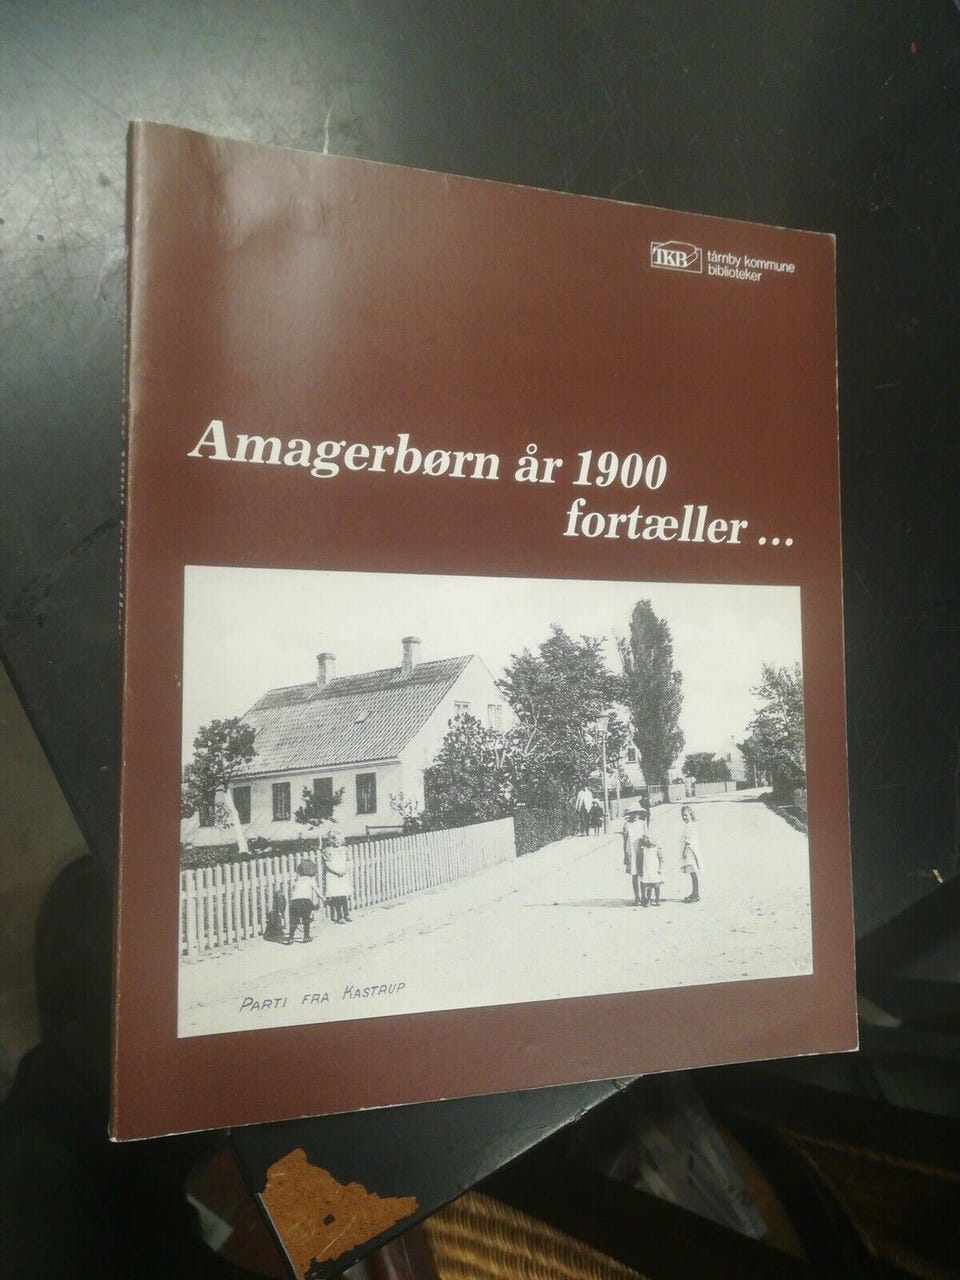 TKB
tårnby kommune
biblioteker
Amagerbørn år 1900
fortæller ...
PARTI FRA KASTRUP